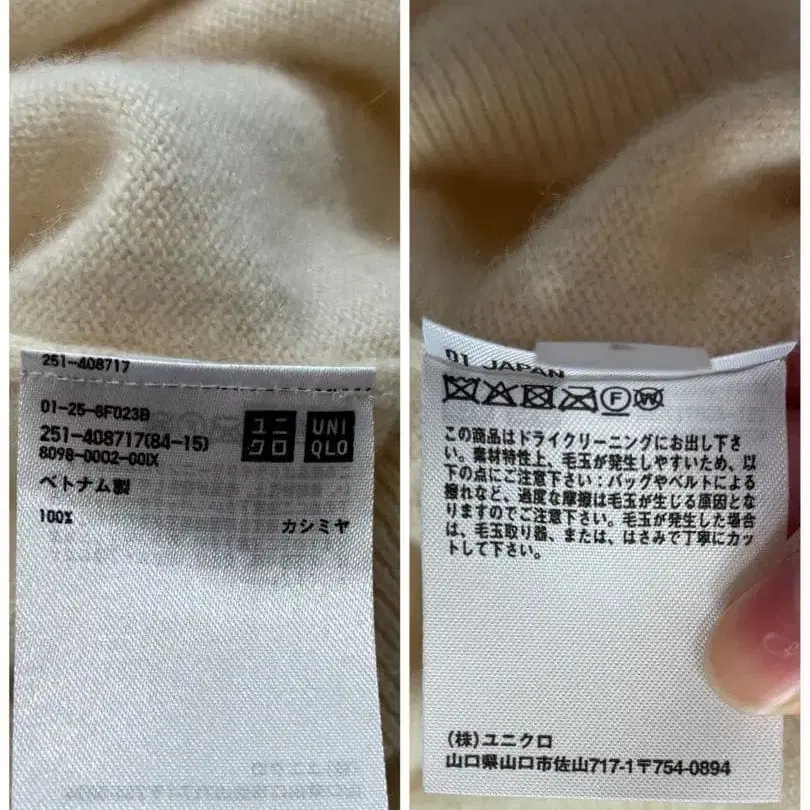 251-408717
01-25-8F023B
251-408717(84-15)
8098-0002-00IX
ユニクロ
UNIQLO
ベトナム製
100%
カシミヤ
01 JAPAN
F W
この商品はドライクリーニングにお出し下さ
い。素材特性上、毛玉が発生しやすいため、以
下の点にご注意下さい:バッグやベルトによる
擦れなど、過度な摩擦は毛玉が生じる原因とな
りますのでご注意下さい。毛玉が発生した場合
は、毛玉取り器、または、はさみで丁寧にカッ
トして下さい。
(株)ユニクロ
山口県山口市佐山717-1〒754-0894